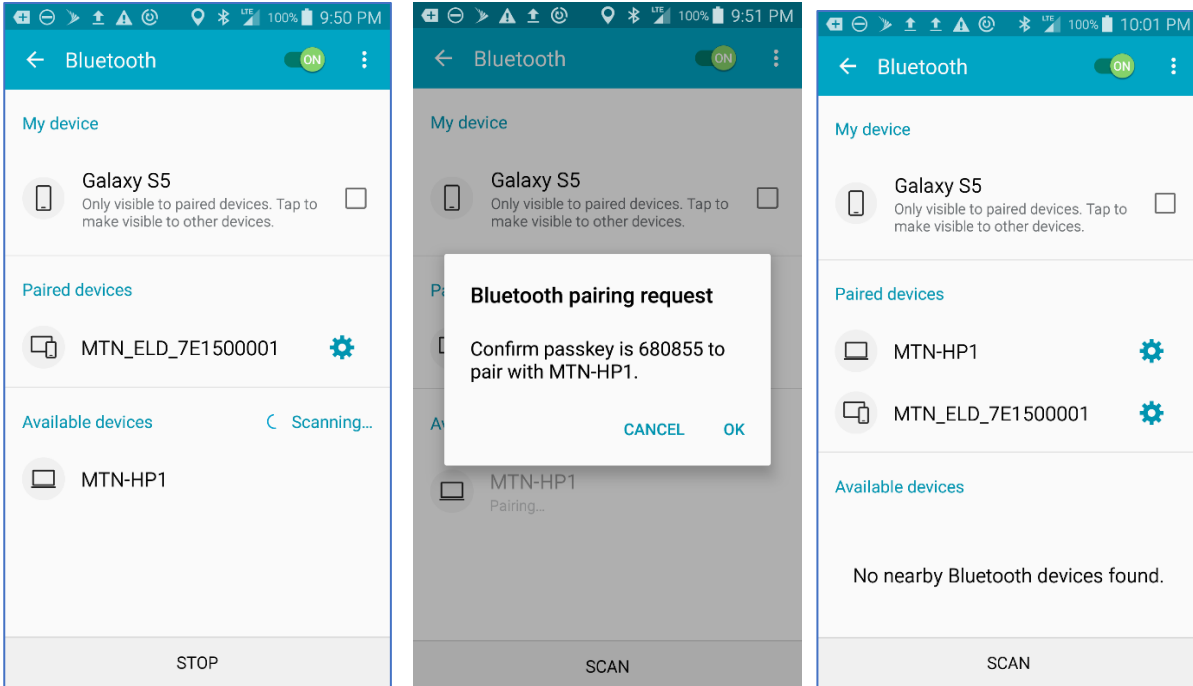 LTE 100% 9:50 PM
Bluetooth ON
My device
Galaxy S5
Only visible to paired devices. Tap to
make visible to other devices.
Paired devices
MTN_ELD_7E1500001
Available devices Scanning...
MTN-HP1
STOP
LTE 100% 9:51 PM
Bluetooth ON
My device
Galaxy S5
Only visible to paired devices. Tap to
make visible to other devices.
Pa
Bluetooth pairing request
Confirm passkey is 680855 to
pair with MTN-HP1.
Av
CANCEL OK
MTN-HP1
Pairing...
SCAN
LTE 100% 10:01 PM
Bluetooth ON
My device
Galaxy S5
Only visible to paired devices. Tap to
make visible to other devices.
Paired devices
MTN-HP1
MTN_ELD_7E1500001
Available devices
No nearby Bluetooth devices found.
SCAN